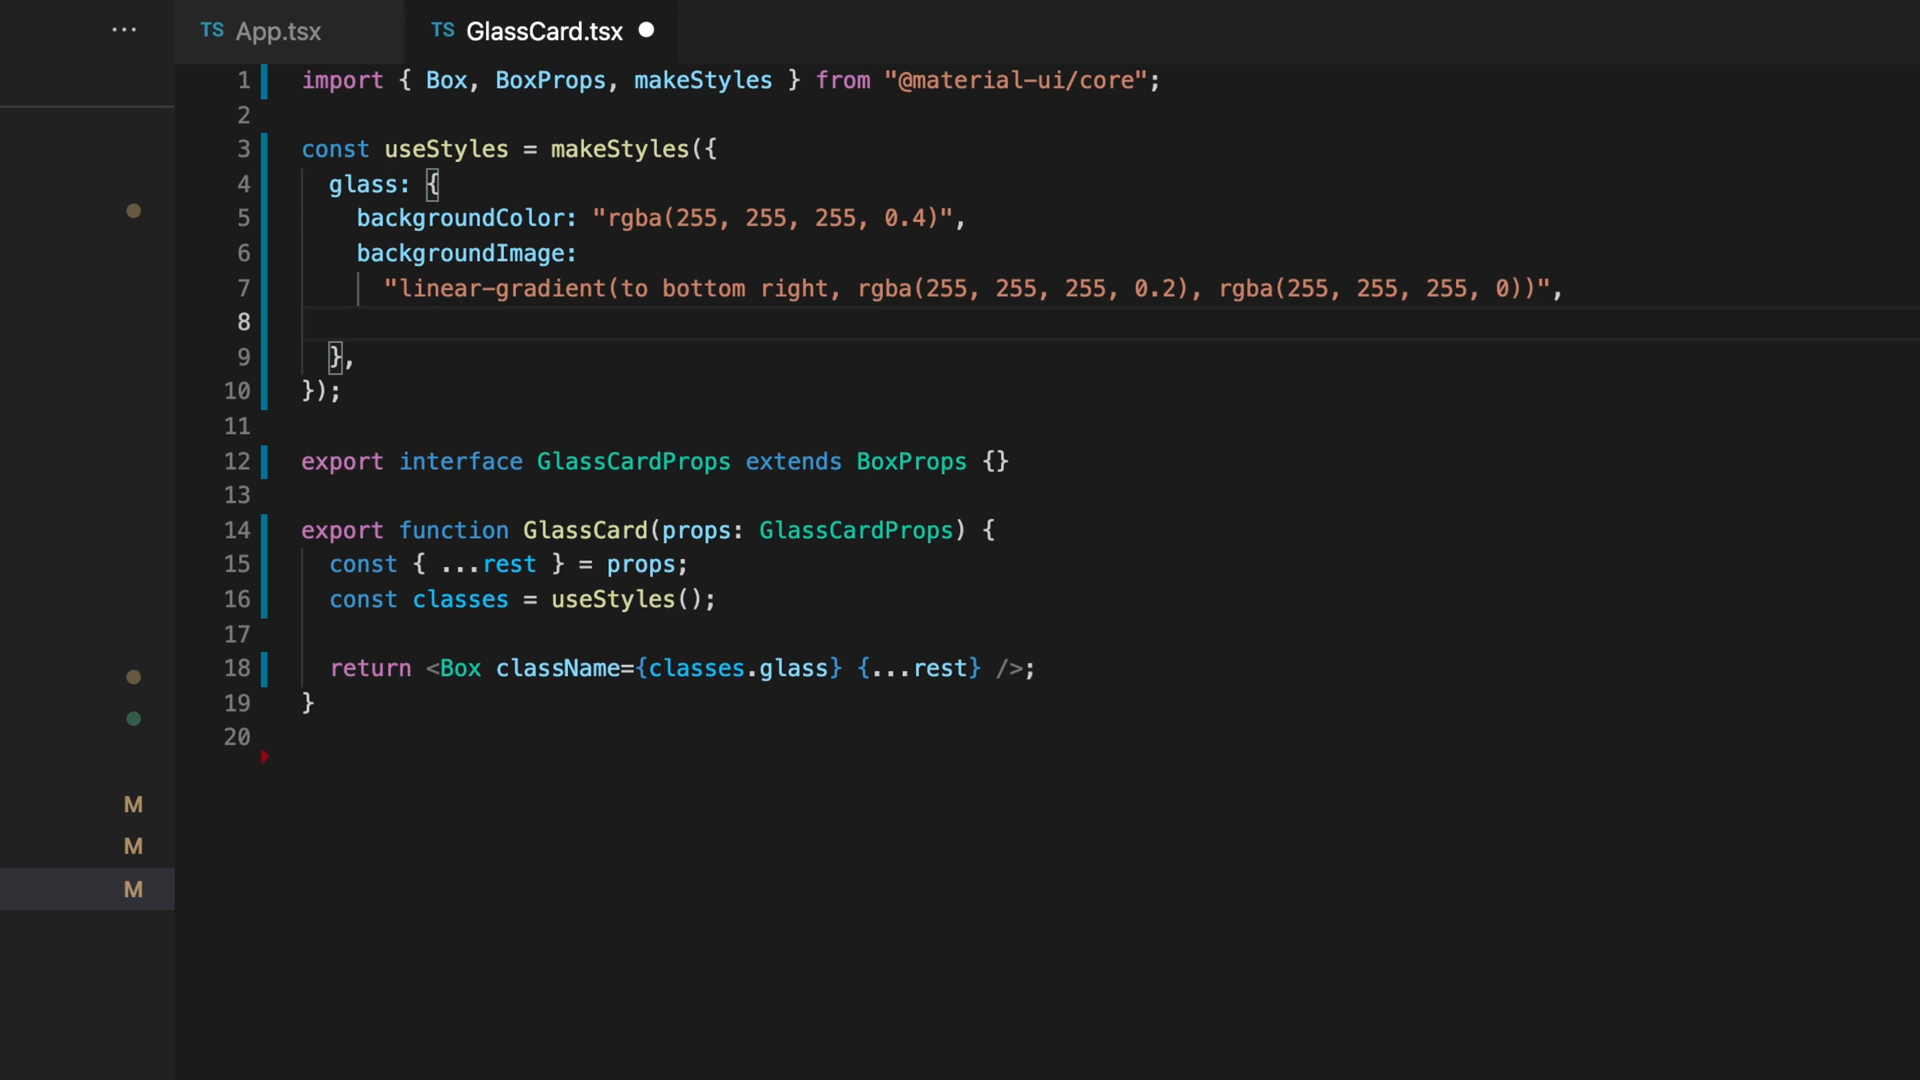 ... TS App.tsx TS GlassCard.tsx
1 import { Box, BoxProps, makeStyles } from "@material-ui/core";
2
3 const useStyles = makeStyles({
4 glass: {
5 backgroundColor: "rgba(255, 255, 255, 0.4)",
6 backgroundImage:
7 "linear-gradient(to bottom right, rgba(255, 255, 255, 0.2), rgba(255, 255, 255, 0))",
8
9 },
10 });
11
12 export interface GlassCardProps extends BoxProps {}
13
14 export function GlassCard(props: GlassCardProps) {
15 const { ...rest } = props;
16 const classes = useStyles();
17
18 return <Box className={classes.glass} {...rest} />;
19 }
20
M
M
M